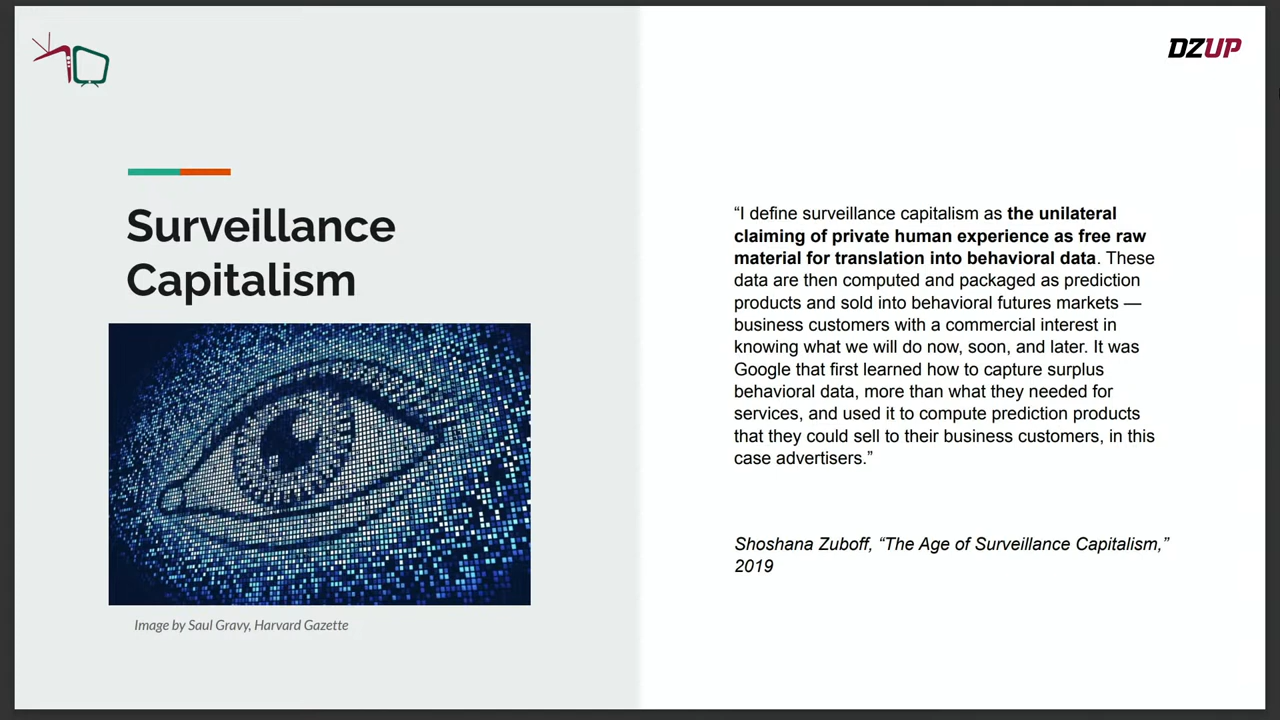 DZUP
Surveillance
Capitalism
Image by Saul Gravy, Harvard Gazette
“I define surveillance capitalism as the unilateral
claiming of private human experience as free raw
material for translation into behavioral data. These
data are then computed and packaged as prediction
products and sold into behavioral futures markets —
business customers with a commercial interest in
knowing what we will do now, soon, and later. It was
Google that first learned how to capture surplus
behavioral data, more than what they needed for
services, and used it to compute prediction products
that they could sell to their business customers, in this
case advertisers.”
Shoshana Zuboff, “The Age of Surveillance Capitalism,”
2019